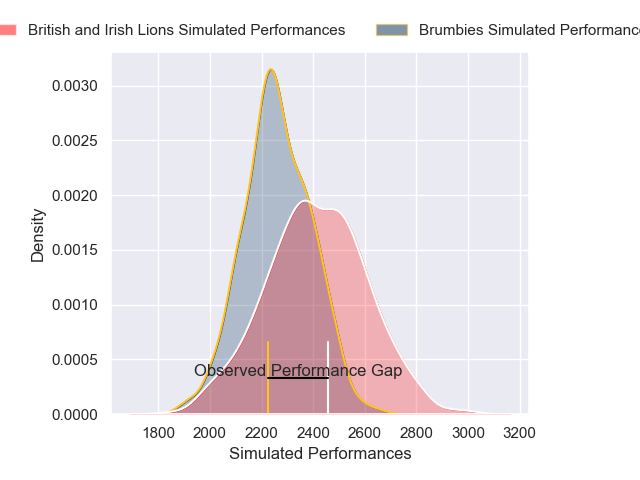 British and Irish Lions Simulated Performances
Brumbies Simulated Performance
0.0030
0.0025
0.0020
0.0015
0.0010
0.0005
0.0000
Density
Observed Performance Gap
1800 2000 2200 2400 2600 2800 3000 3200
Simulated Performances